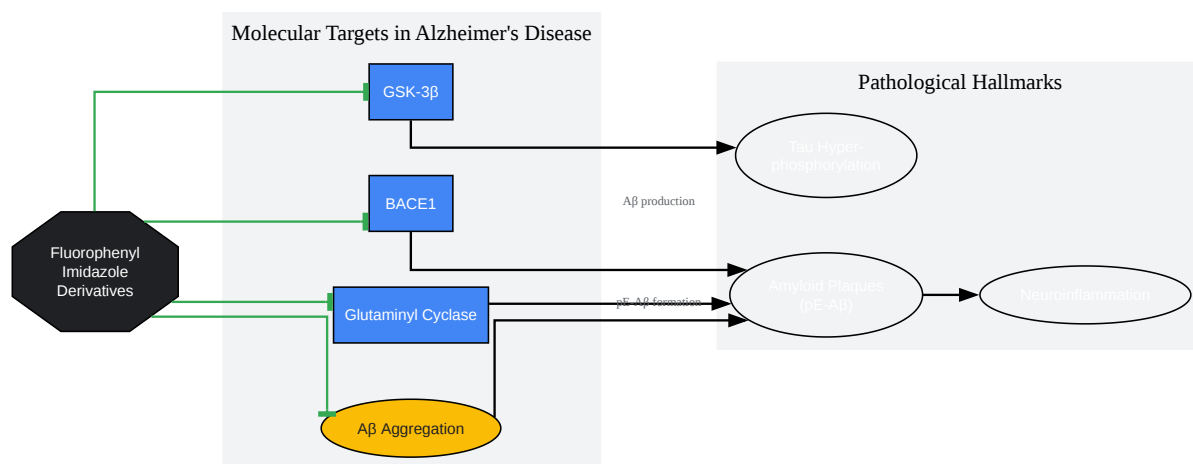 Molecular Targets in Alzheimer's Disease
GSK-3β
BACE1
Glutaminyl Cyclase
Aβ Aggregation
Fluorophenyl
Imidazole
Derivatives
Aβ production
pE-Aβ formation
Pathological Hallmarks
Tau Hyper-
phosphorylation
Amyloid Plaques
(pE-Aβ)
Neuroinflammation